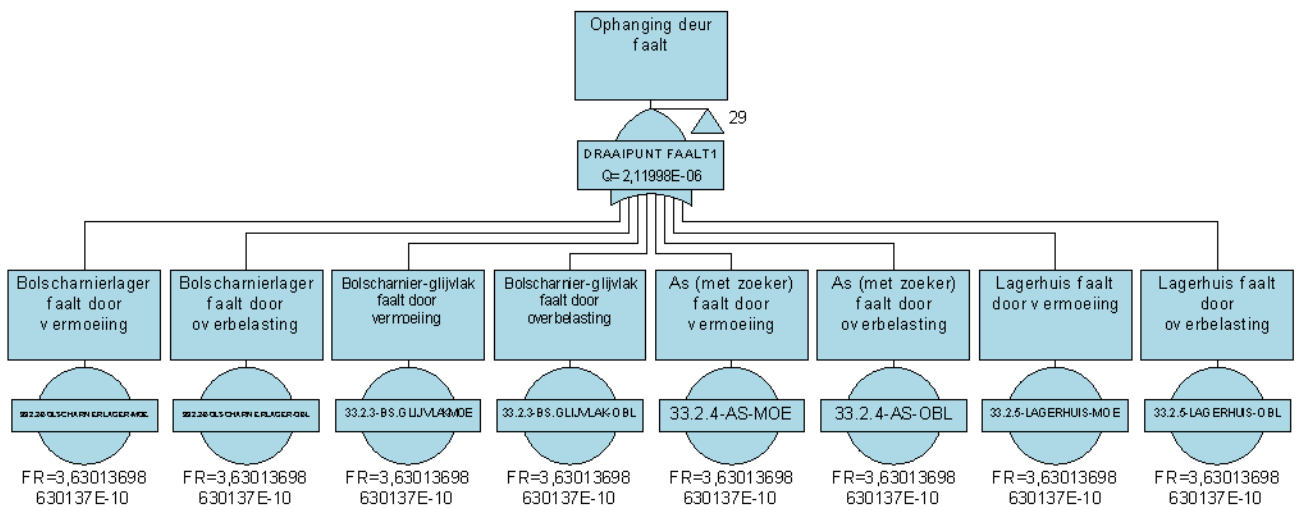 Ophanging deur
faalt
29
DRAAIPUNT FAALT1
Q=2,11998E-06
Bolscharnierlager
faalt door
vermoeiing
Bolscharnierlager
faalt door
overbelasting
Bolscharnier-glijvlak
faalt door
vermoeiing
Bolscharnier-glijvlak
faalt door
overbelasting
As (met zoeker)
faalt door
vermoeiing
As (met zoeker)
faalt door
overbelasting
Lagerhuis faalt
door vermoeiing
Lagerhuis faalt
door
overbelasting
33.2.3-BS.GLIJVLAK-MOE
33.2.3-BS.GLIJVLAK-OBL
33.2.4-AS-MOE
33.2.4-AS-OBL
33.2.5-LAGERHUIS-MOE
33.2.5-LAGERHUIS-OBL
FR=3,63013698
630137E-10
FR=3,63013698
630137E-10
FR=3,63013698
630137E-10
FR=3,63013698
630137E-10
FR=3,63013698
630137E-10
FR=3,63013698
630137E-10
FR=3,63013698
630137E-10
FR=3,63013698
630137E-10